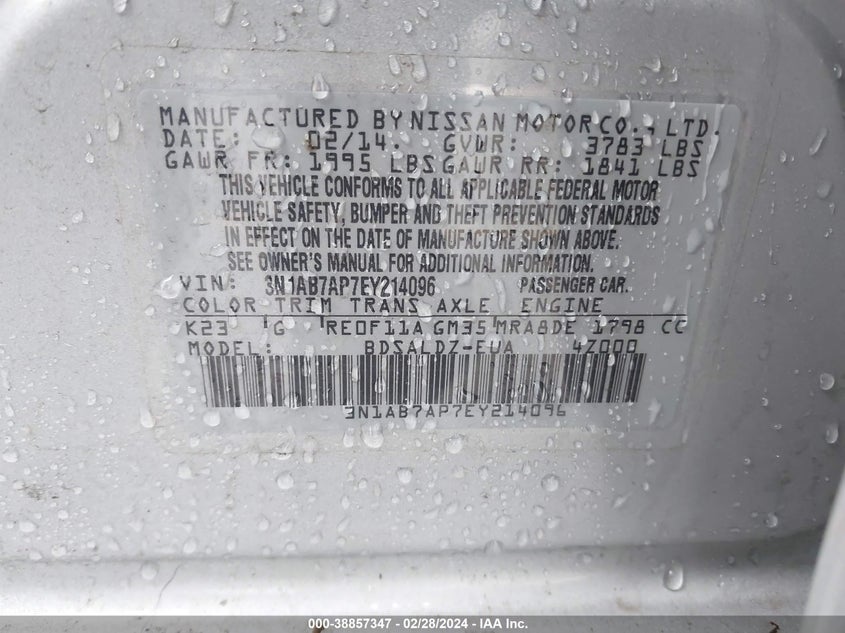 MANUFACTURED BY NISSAN MOTOR CO., LTD.
DATE: 02/14 GVWR: 3783 LBS
GAWR FR: 1995 LBS GAWR RR: 1841 LBS
THIS VEHICLE CONFORMS TO ALL APPLICABLE FEDERAL MOTOR
VEHICLE SAFETY, BUMPER AND THEFT PREVENTION STANDARDS
IN EFFECT ON THE DATE OF MANUFACTURE SHOWN ABOVE.
SEE OWNER'S MANUAL FOR ADDITIONAL INFORMATION.
VIN: 3N1AB7AP7EY214096 PASSENGER CAR.
COLOR TRIM TRANS AXLE ENGINE
K23 G RE0F11A GM35 MRA8DE 1798 CC
MODEL: BDSALDZ-EUA 4Z000
3N1AB7AP7EY214096
000-38857347 - 02/28/2024 - IAA Inc.